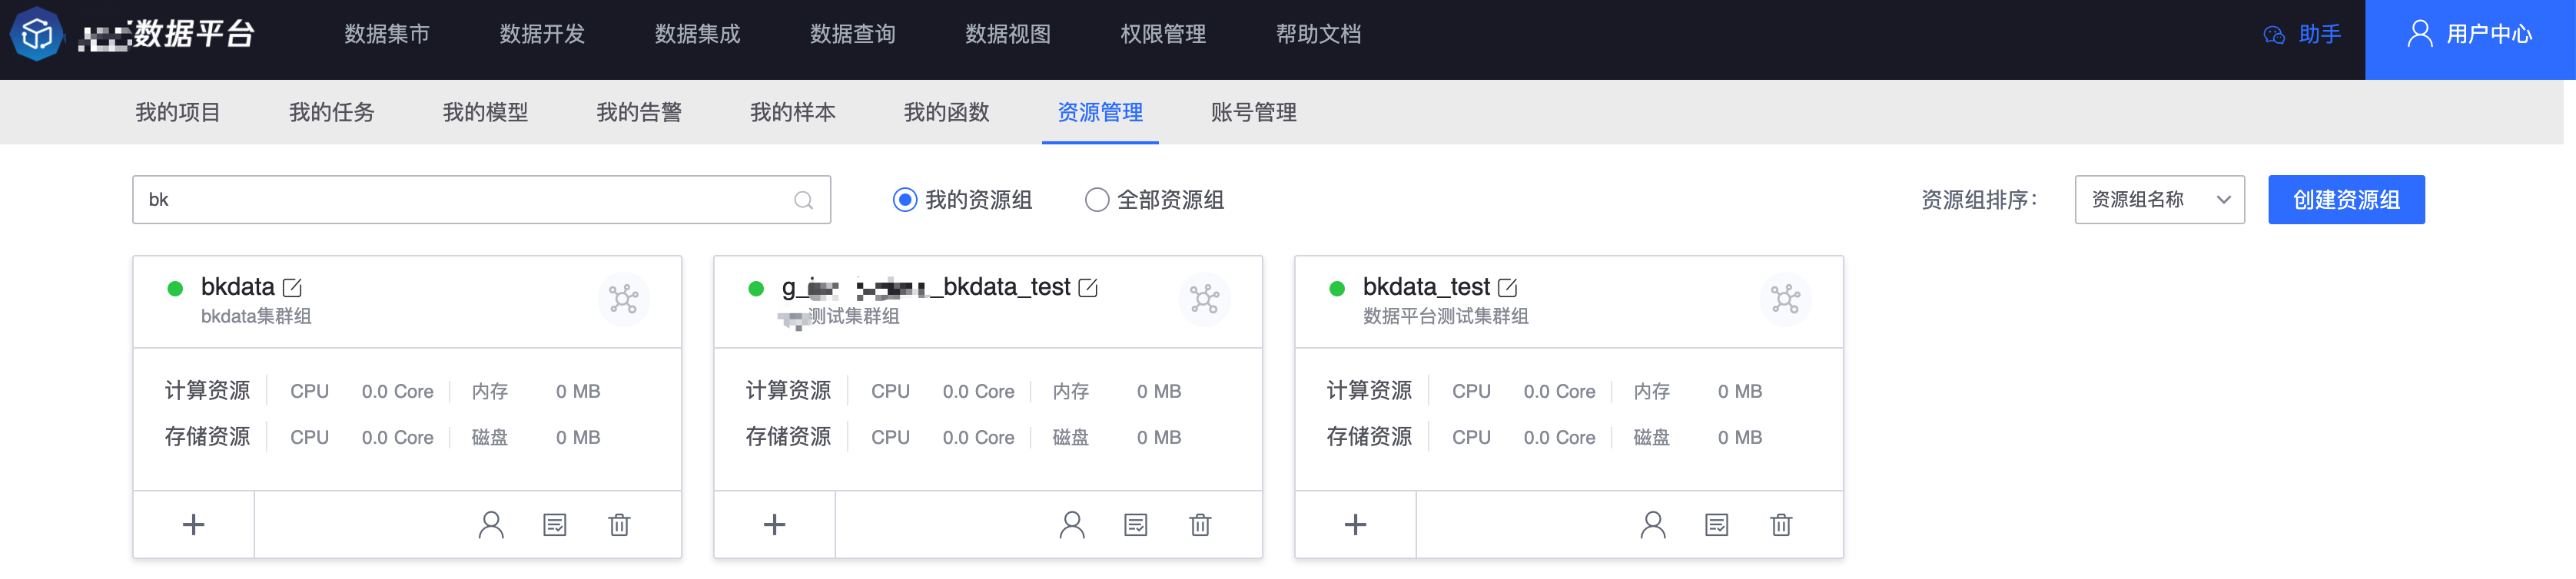 数据平台 数据集市 数据开发 数据集成 数据查询 数据视图 权限管理 帮助文档 助手 用户中心
我的项目 我的任务 我的模型 我的告警 我的样本 我的函数 资源管理 账号管理
bk 我的资源组 全部资源组 资源组排序： 资源组名称 创建资源组
bkdata
bkdata集群组
计算资源 CPU 0.0 Core 内存 0 MB
存储资源 CPU 0.0 Core 磁盘 0 MB
g_ _bkdata_test
测试集群组
计算资源 CPU 0.0 Core 内存 0 MB
存储资源 CPU 0.0 Core 磁盘 0 MB
bkdata_test
数据平台测试集群组
计算资源 CPU 0.0 Core 内存 0 MB
存储资源 CPU 0.0 Core 磁盘 0 MB